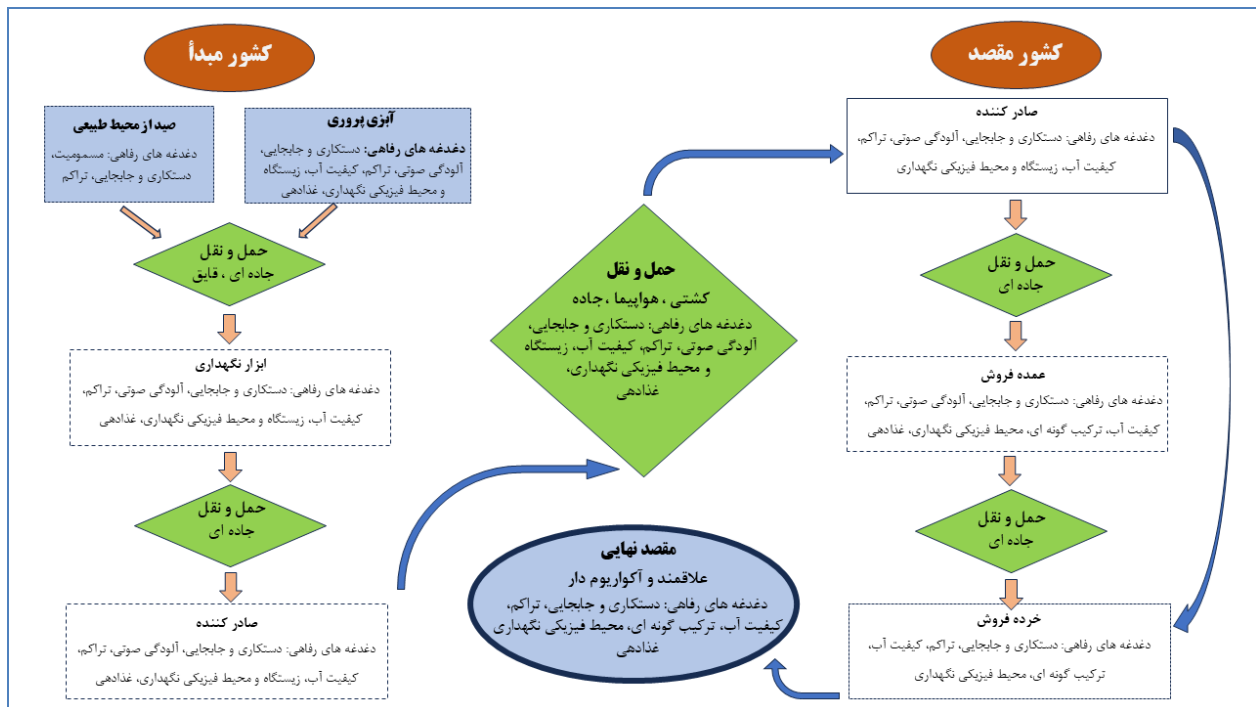 کشور مبدأ
صید از محیط طبیعی
دغدغه های رفاهی: مسمومیت،
دستکاری و جابجایی، تراکم
آبزی پروری
دغدغه های رفاهی: دستکاری و جابجایی،
آلودگی صوتی، تراکم، کیفیت آب، زیستگاه
و محیط فیزیکی نگهداری، غذادهی
حمل و نقل
جاده ای ، قایق
ابزار نگهداری
دغدغه های رفاهی: دستکاری و جابجایی، آلودگی صوتی، تراکم،
کیفیت آب، زیستگاه و محیط فیزیکی نگهداری، غذادهی
حمل و نقل
جاده ای
صادر کننده
دغدغه های رفاهی: دستکاری و جابجایی، آلودگی صوتی، تراکم،
کیفیت آب، زیستگاه و محیط فیزیکی نگهداری، غذادهی
حمل و نقل
کشتی ، هواپیما ، جاده
دغدغه های رفاهی: دستکاری و جابجایی،
آلودگی صوتی، تراکم، کیفیت آب، زیستگاه
و محیط فیزیکی نگهداری،
غذادهی
کشور مقصد
صادر کننده
دغدغه های رفاهی: دستکاری و جابجایی، آلودگی صوتی، تراکم،
کیفیت آب، زیستگاه و محیط فیزیکی نگهداری
حمل و نقل
جاده ای
عمده فروش
دغدغه های رفاهی: دستکاری و جابجایی، آلودگی صوتی، تراکم،
کیفیت آب، ترکیب گونه ای، محیط فیزیکی نگهداری، غذادهی
حمل و نقل
جاده ای
خرده فروش
دغدغه های رفاهی: دستکاری و جابجایی، تراکم، کیفیت آب،
ترکیب گونه ای، محیط فیزیکی نگهداری
مقصد نهایی
علاقمند و آکواریوم دار
دغدغه های رفاهی: دستکاری و جابجایی، تراکم،
کیفیت آب، ترکیب گونه ای، محیط فیزیکی نگهداری
غذادهی